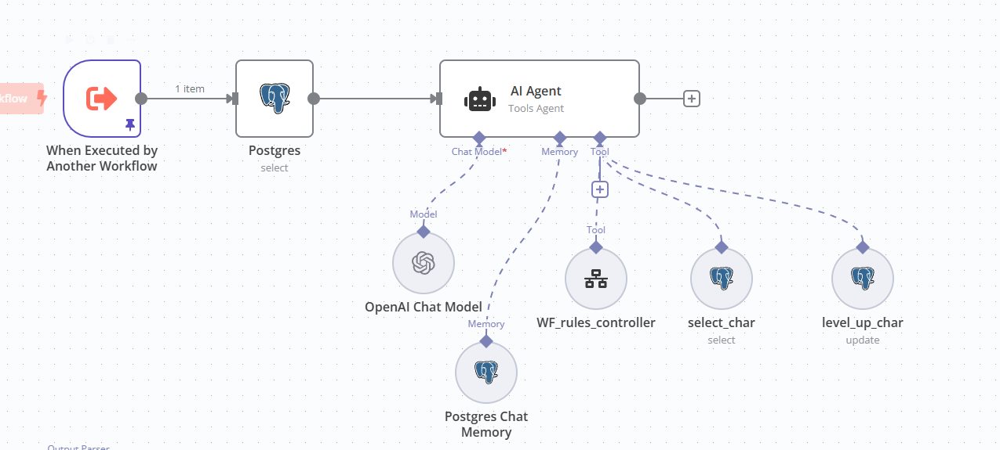 kflow
1 item
When Executed by
Another Workflow
Postgres
select
AI Agent
Tools Agent
Chat Model*
Memory
Tool
Model
OpenAI Chat Model
Memory
Postgres Chat
Memory
Tool
WF_rules_controller
select_char
select
level_up_char
update
Output Parser